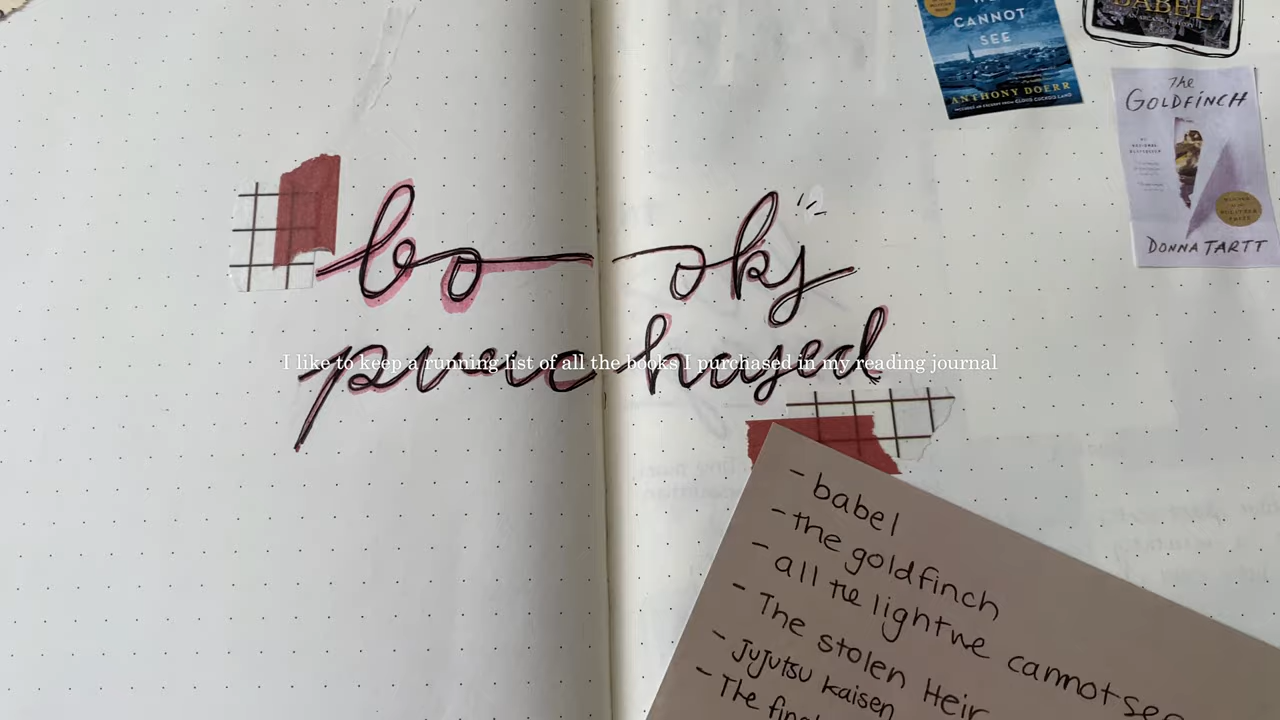 CANNOT
SEE
ANTHONY DOERR
BABEL
The
GOLDFINCH
DONNA TARTT
books
purchased
I like to keep a running list of all the books I purchased in my reading journal
- babel
- the goldfinch
- all the light we cannot see
- The stolen Heir
- JuJutsu kaisen
- The